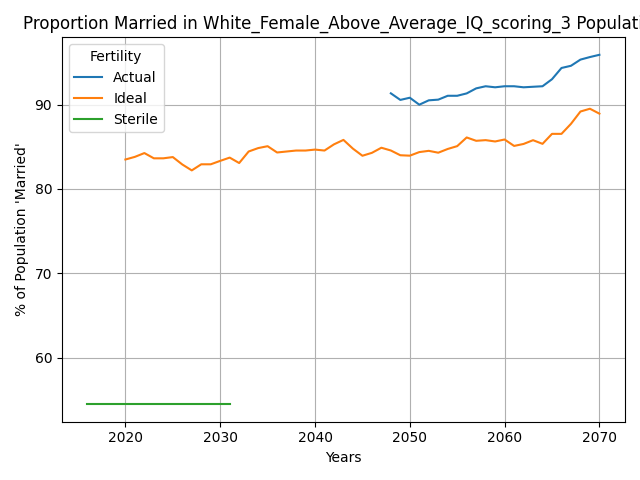 Proportion Married in White_Female_Above_Average_IQ_scoring_3 Populati
Fertility
Actual
Ideal
Sterile
90
80
70
60
% of Population 'Married'
2020 2030 2040 2050 2060 2070
Years